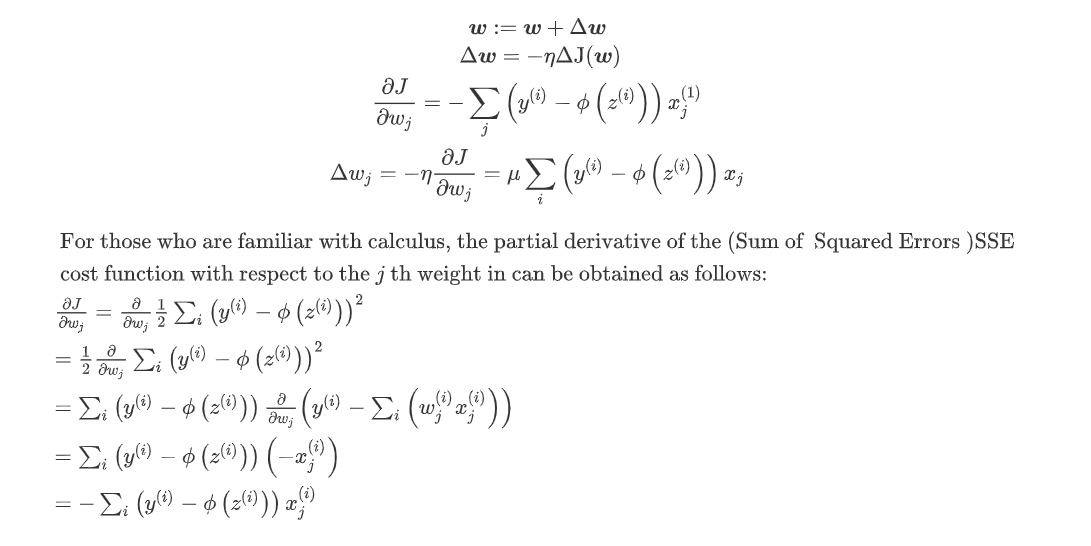 w := w + Δw
Δw = −ηΔJ(w)
∂J/∂w_j = −∑_j (y^(i) − ϕ(z^(i))) x_j^(1)
Δw_j = −η ∂J/∂w_j = μ ∑_i (y^(i) − ϕ(z^(i))) x_j
For those who are familiar with calculus, the partial derivative of the (Sum of Squared Errors )SSE
cost function with respect to the j th weight in can be obtained as follows:
∂J/∂w_j = ∂/∂w_j 1/2 ∑_i (y^(i) − ϕ(z^(i)))^2
= 1/2 ∂/∂w_j ∑_i (y^(i) − ϕ(z^(i)))^2
= ∑_i (y^(i) − ϕ(z^(i))) ∂/∂w_j (y^(i) − ∑_i (w_j^(i) x_j^(i)))
= ∑_i (y^(i) − ϕ(z^(i))) (−x_j^(i))
= −∑_i (y^(i) − ϕ(z^(i))) x_j^(i)